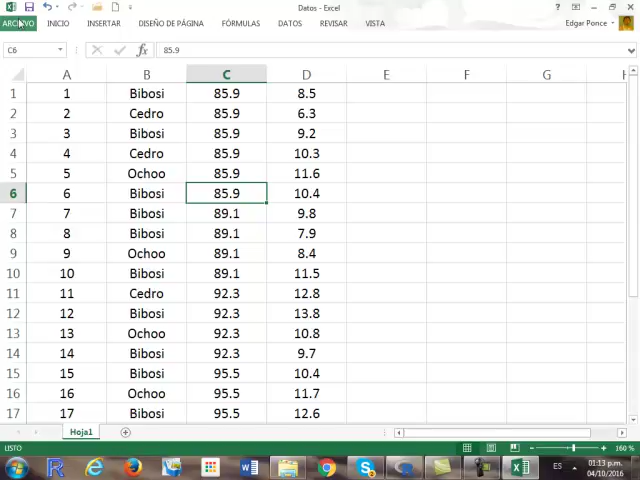 Datos - Excel
ARCHIVO INICIO INSERTAR DISEÑO DE PÁGINA FÓRMULAS DATOS REVISAR VISTA Edgar Ponce
C6 fx 85.9
A B C D E F G H
1 1 Bibosi 85.9 8.5
2 2 Cedro 85.9 6.3
3 3 Bibosi 85.9 9.2
4 4 Cedro 85.9 10.3
5 5 Ochoo 85.9 11.6
6 6 Bibosi 85.9 10.4
7 7 Bibosi 89.1 9.8
8 8 Bibosi 89.1 7.9
9 9 Ochoo 89.1 8.4
10 10 Bibosi 89.1 11.5
11 11 Cedro 92.3 12.8
12 12 Bibosi 92.3 13.8
13 13 Ochoo 92.3 10.8
14 14 Bibosi 92.3 9.7
15 15 Bibosi 95.5 10.4
16 16 Ochoo 95.5 11.7
17 17 Bibosi 95.5 12.6
Hoja1
LISTO 160 %
ES 01:13 p.m.
04/10/2016